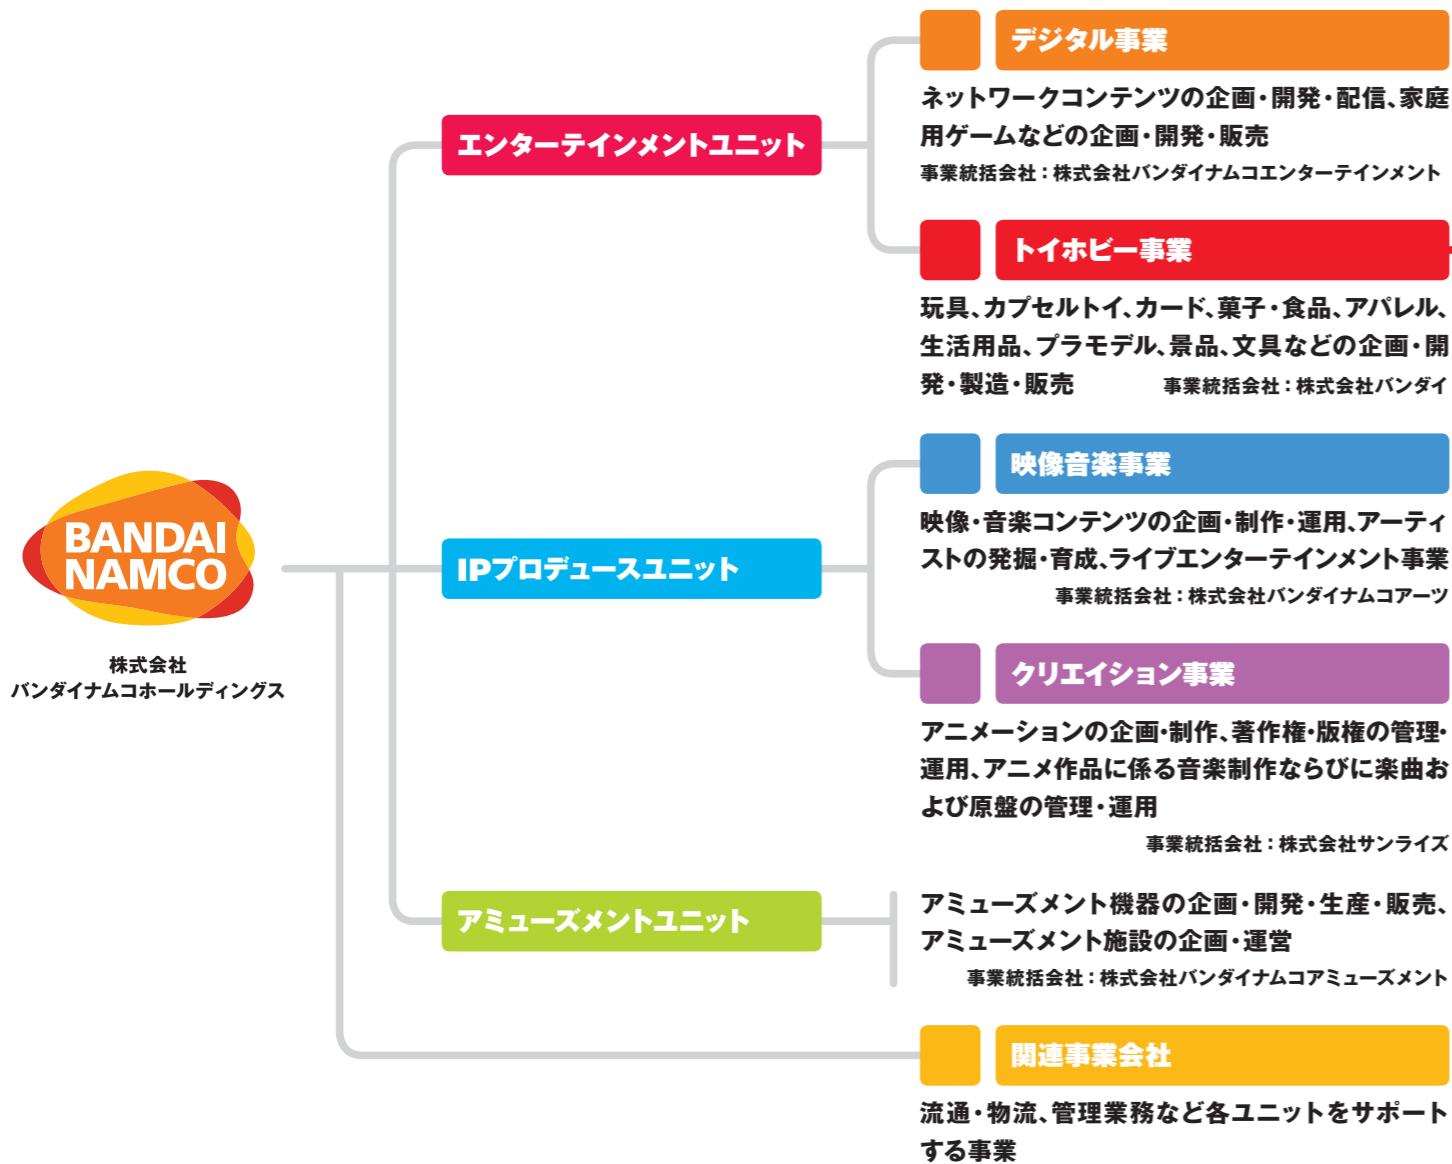 デジタル事業
ネットワークコンテンツの企画・開発・配信、家庭
用ゲームなどの企画・開発・販売
事業統括会社：株式会社バンダイナムコエンターテインメント
エンターテインメントユニット
トイホビー事業
玩具、カプセルトイ、カード、菓子・食品、アパレル、
生活用品、プラモデル、景品、文具などの企画・開
発・製造・販売 事業統括会社：株式会社バンダイ
BANDAI
NAMCO
株式会社
バンダイナムコホールディングス
IPプロデュースユニット
映像音楽事業
映像・音楽コンテンツの企画・制作・運用、アーティ
ストの発掘・育成、ライブエンターテインメント事業
事業統括会社：株式会社バンダイナムコアーツ
クリエイション事業
アニメーションの企画・制作、著作権・版権の管理・
運用、アニメ作品に係る音楽制作ならびに楽曲お
よび原盤の管理・運用
事業統括会社：株式会社サンライズ
アミューズメントユニット
アミューズメント機器の企画・開発・生産・販売、
アミューズメント施設の企画・運営
事業統括会社：株式会社バンダイナムコアミューズメント
関連事業会社
流通・物流、管理業務など各ユニットをサポート
する事業